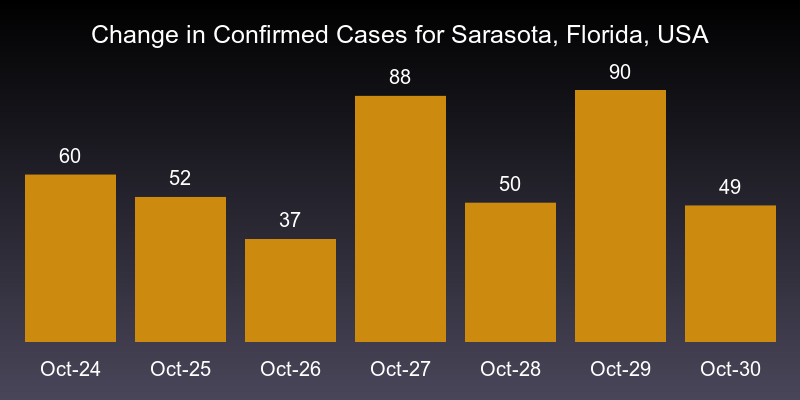 Change in Confirmed Cases for Sarasota, Florida, USA
60
52
37
88
50
90
49
Oct-24
Oct-25
Oct-26
Oct-27
Oct-28
Oct-29
Oct-30